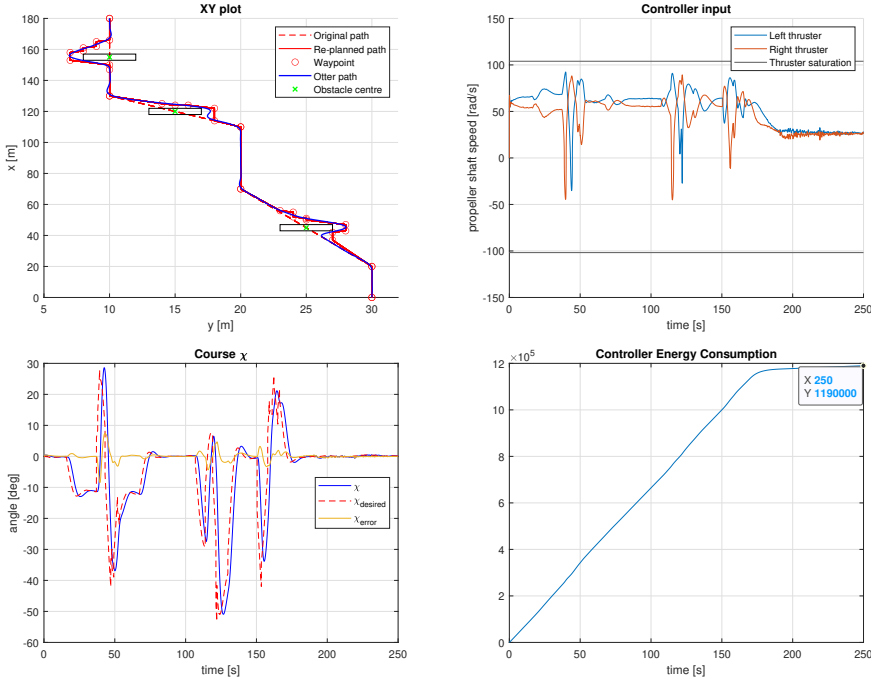 XY plot
180
160
140
120
100
80
60
40
20
0
x [m]
5
10
15
20
25
30
y [m]
Original path
Re-planned path
Waypoint
Otter path
Obstacle centre
Controller input
150
100
50
0
-50
-100
-150
propeller shaft speed [rad/s]
0
50
100
150
200
250
time [s]
Left thruster
Right thruster
Thruster saturation
Course χ
30
20
10
0
-10
-20
-30
-40
-50
-60
angle [deg]
0
50
100
150
200
250
time [s]
χ
χdesired
χerror
Controller Energy Consumption
×10^5
12
10
8
6
4
2
0
0
50
100
150
200
250
time [s]
X 250
Y 1190000